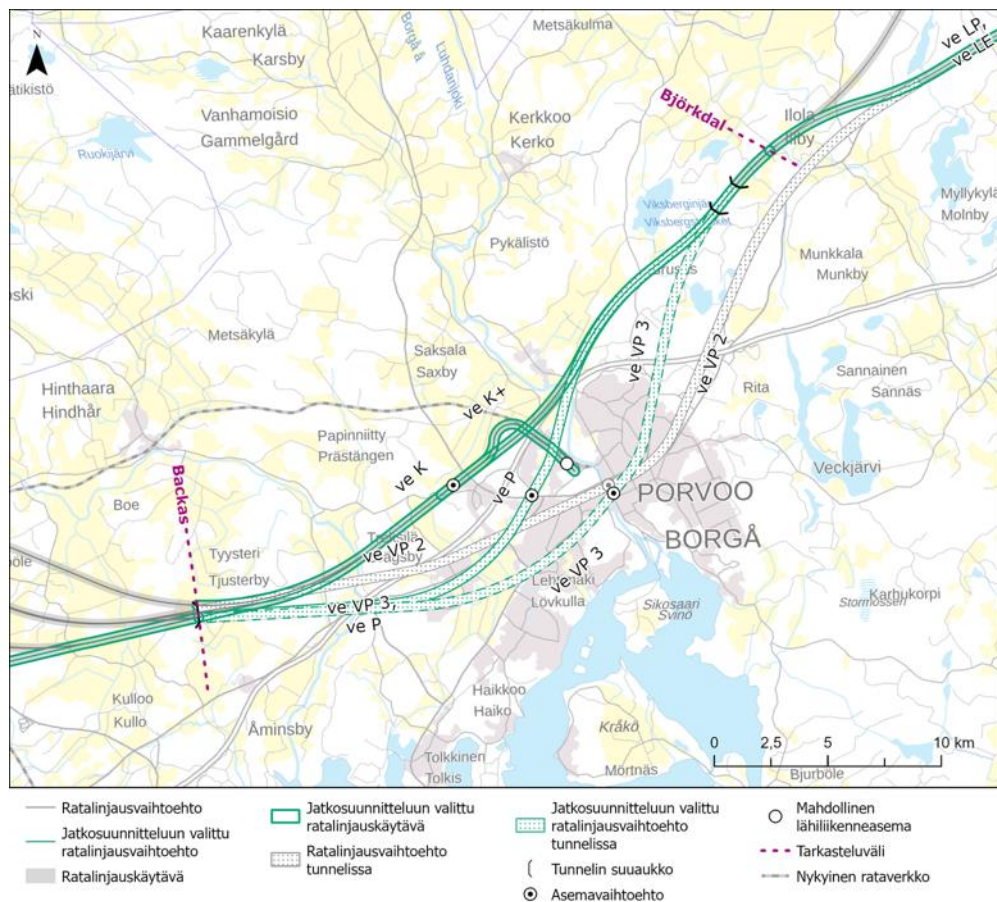 N
Kaarenkylä
Karsby
Borgå å
Luhdanjoki
Metsäkulma
ve LP,
ve LE
ätikistö
Vanhamoisio
Gammelgård
Ruokijärvi
Kerkkoo
Kerko
Björkdal
Ilola
Illby
Viksberginjä
Myllykylä
Molnby
Pykälistö
Munkkala
Munkby
oski
Metsäkylä
Saksala
Saxby
ve VP 3
ve VP 2
Hinthaara
Hindhår
ve K+
Rita
Sannainen
Sannäs
Papinniitty
Prästängen
Backas
ve K
ve P
Veckjärvi
Boe
PORVOO
BORGÅ
Tyysteri
Tjusterby
öle
ve VP 2
ve VP 3
Lövkulla
ve VP 3,
ve P
Sikosaari
Svinö
Karhukorpi
Stormossen
Kulloo
Kullo
Haikkoo
Haiko
Åminsby
Kråkö
0 2,5 5 10 km
Tolkkinen
Tolkis
Mörtnäs
Bjurböle
Ratalinjausvaihtoehto
Jatkosuunnitteluun valittu
ratalinjausvaihtoehto
Ratalinjauskäytävä
Jatkosuunnitteluun valittu
ratalinjauskäytävä
Ratalinjausvaihtoehto
tunnelissa
Jatkosuunnitteluun valittu
ratalinjausvaihtoehto
tunnelissa
Tunnelin suuaukko
Asemavaihtoehto
Mahdollinen
lähiliikenneasema
Tarkasteluväli
Nykyinen rataverkko